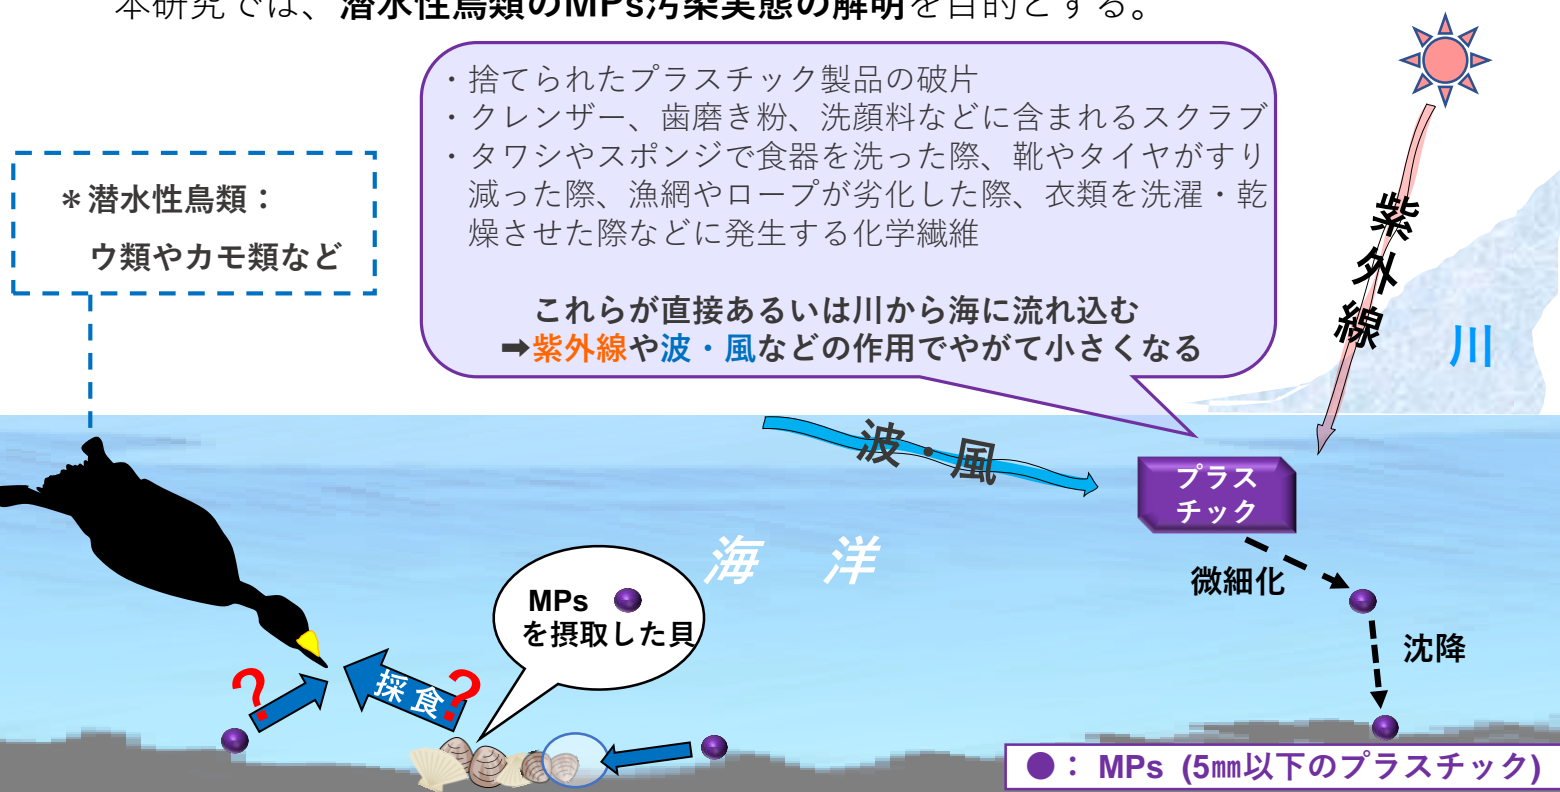 本研究では、潜水性鳥類のMPs汚染実態の解明を目的とする。
・捨てられたプラスチック製品の破片
・クレンザー、歯磨き粉、洗顔料などに含まれるスクラブ
・タワシやスポンジで食器を洗った際、靴やタイヤがすり
減った際、漁網やロープが劣化した際、衣類を洗濯・乾
燥させた際などに発生する化学繊維
これらが直接あるいは川から海に流れ込む
➡紫外線や波・風などの作用でやがて小さくなる
＊潜水性鳥類：
ウ類やカモ類など
紫外線
川
波・風
プラス
チック
海 洋
微細化
沈降
MPs
を摂取した貝
採食
?
?
●： MPs (5㎜以下のプラスチック)